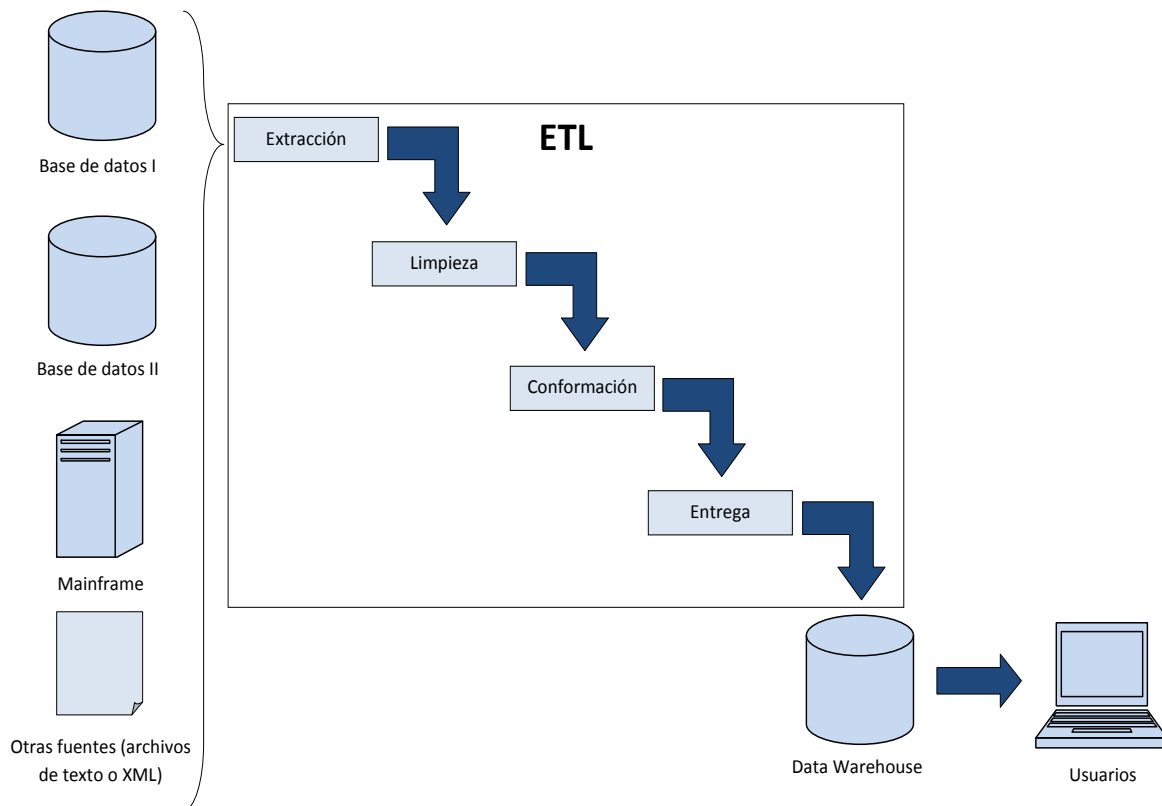 Base de datos I
Base de datos II
Mainframe
Otras fuentes (archivos
de texto o XML)
ETL
Extracción
Limpieza
Conformación
Entrega
Data Warehouse
Usuarios